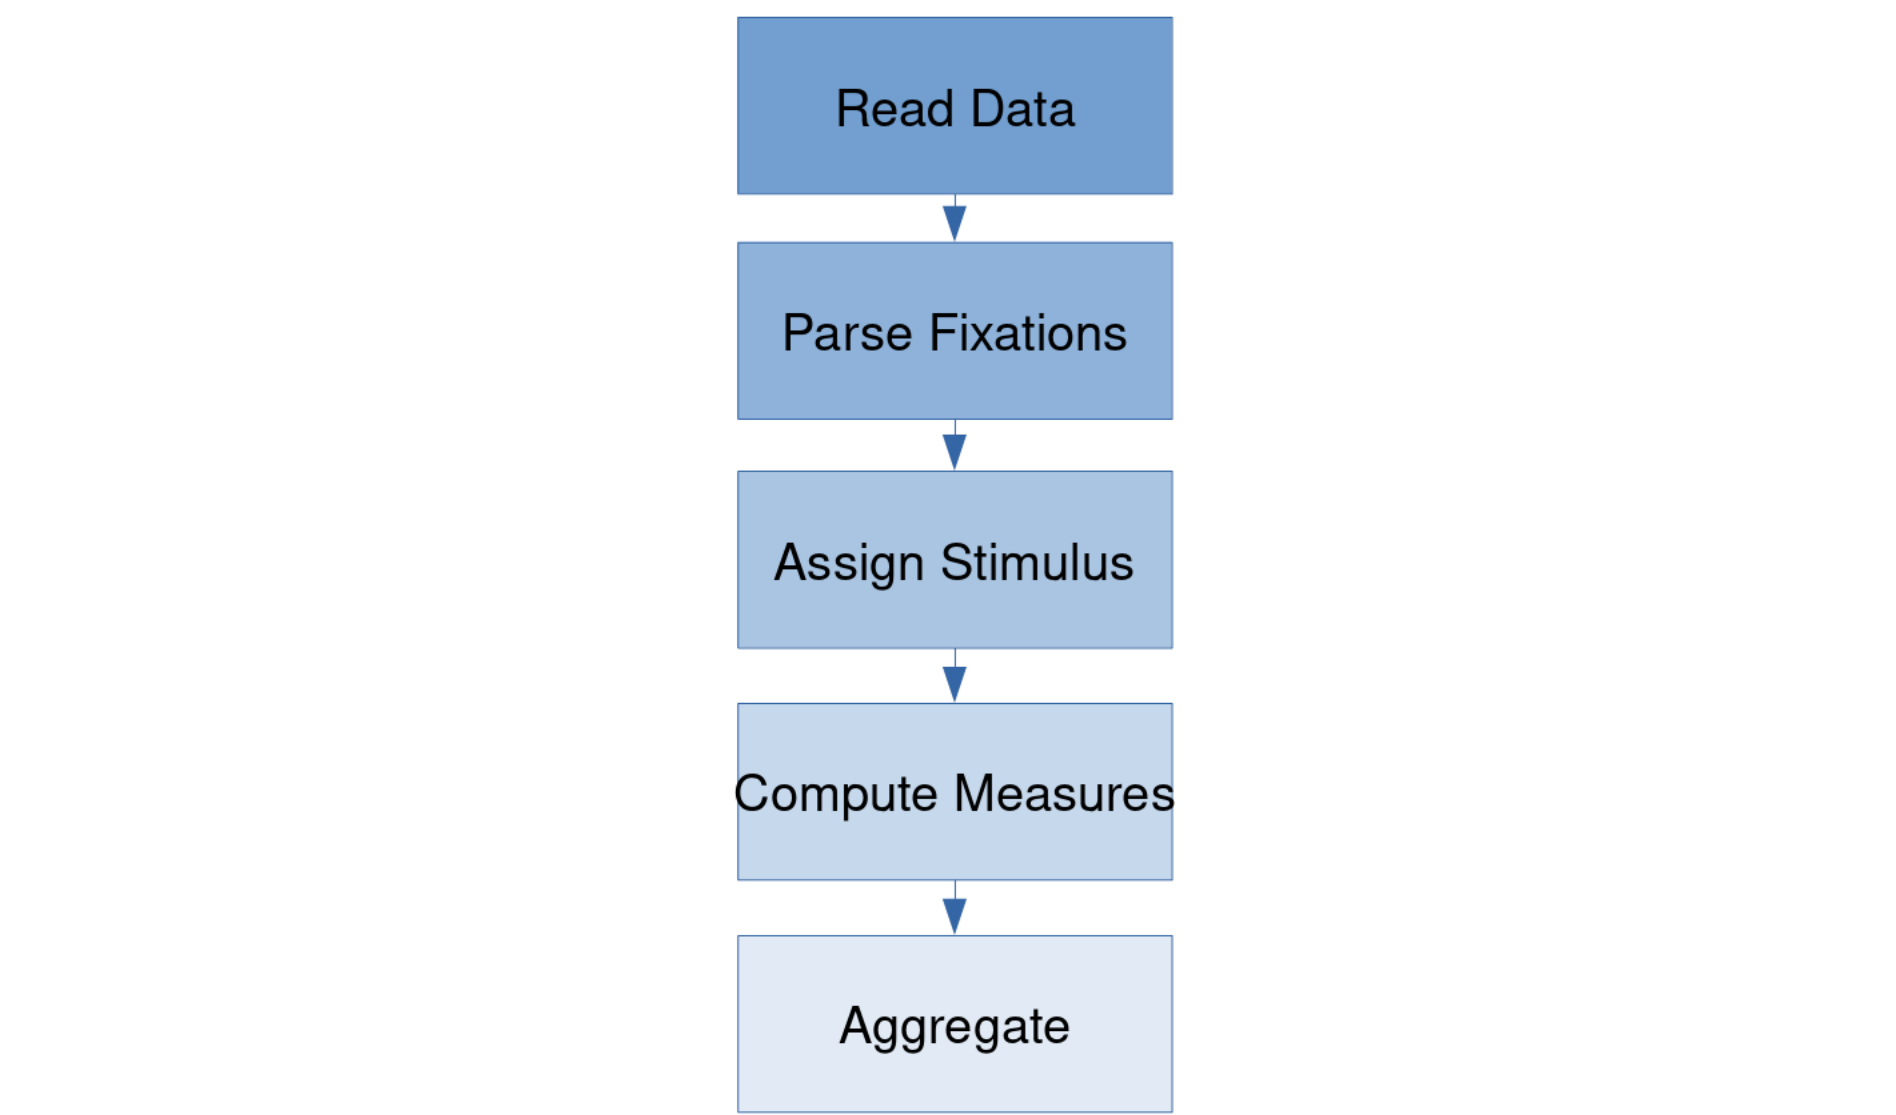 Read Data
Parse Fixations
Assign Stimulus
Compute Measures
Aggregate